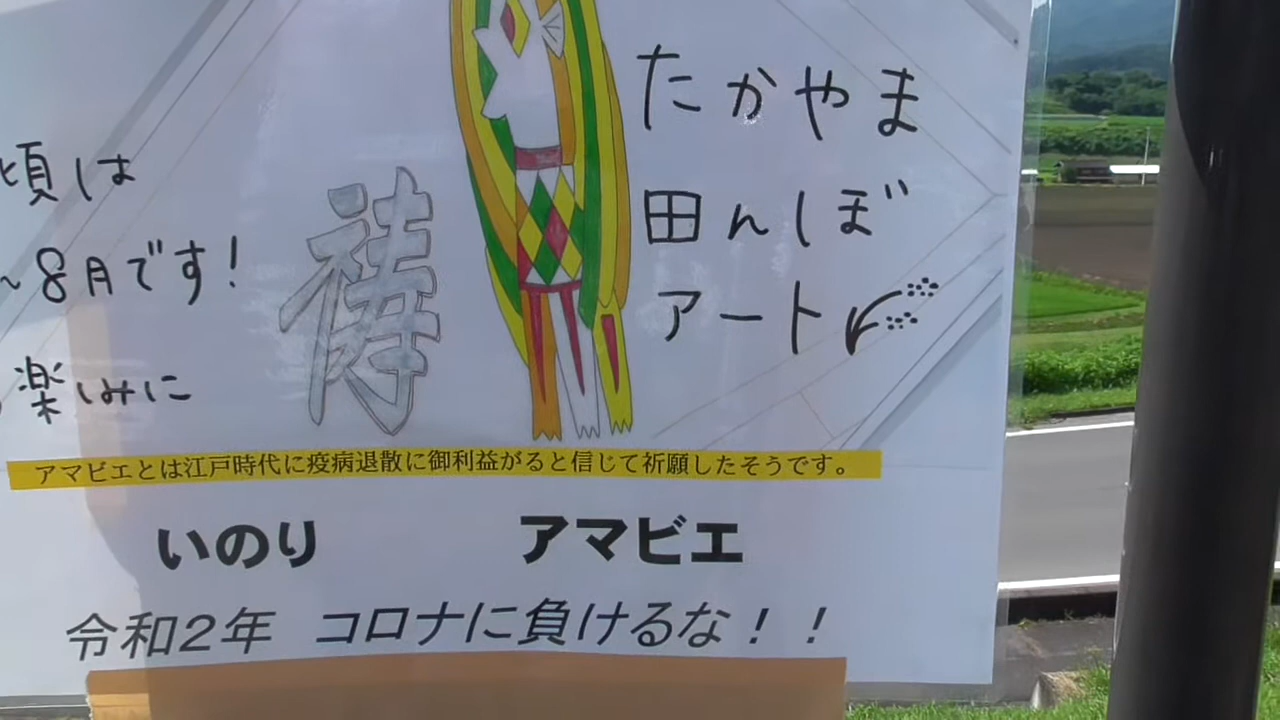 頃は
～8月です!
楽しみに
祷
たかやま
田んぼ
アート
アマビエとは江戸時代に疫病退散に御利益がると信じて祈願したそうです。
いのり アマビエ
令和2年 コロナに負けるな！！